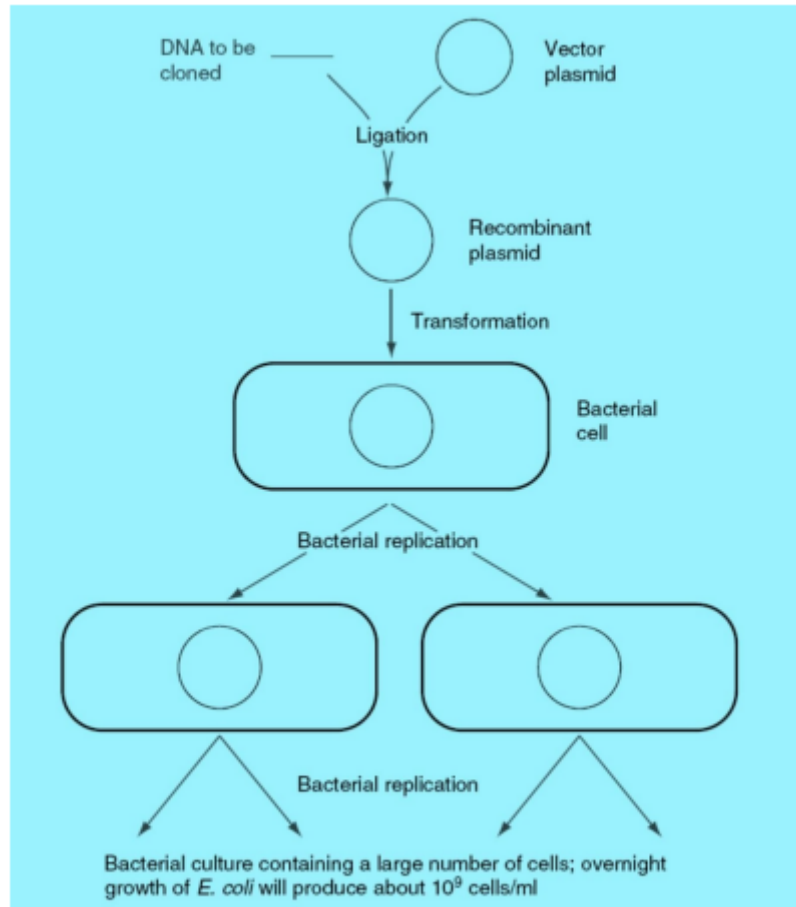 DNA to be
cloned
Vector
plasmid
Ligation
Recombinant
plasmid
Transformation
Bacterial
cell
Bacterial replication
Bacterial replication
Bacterial culture containing a large number of cells; overnight
growth of E. coli will produce about 10⁹ cells/ml